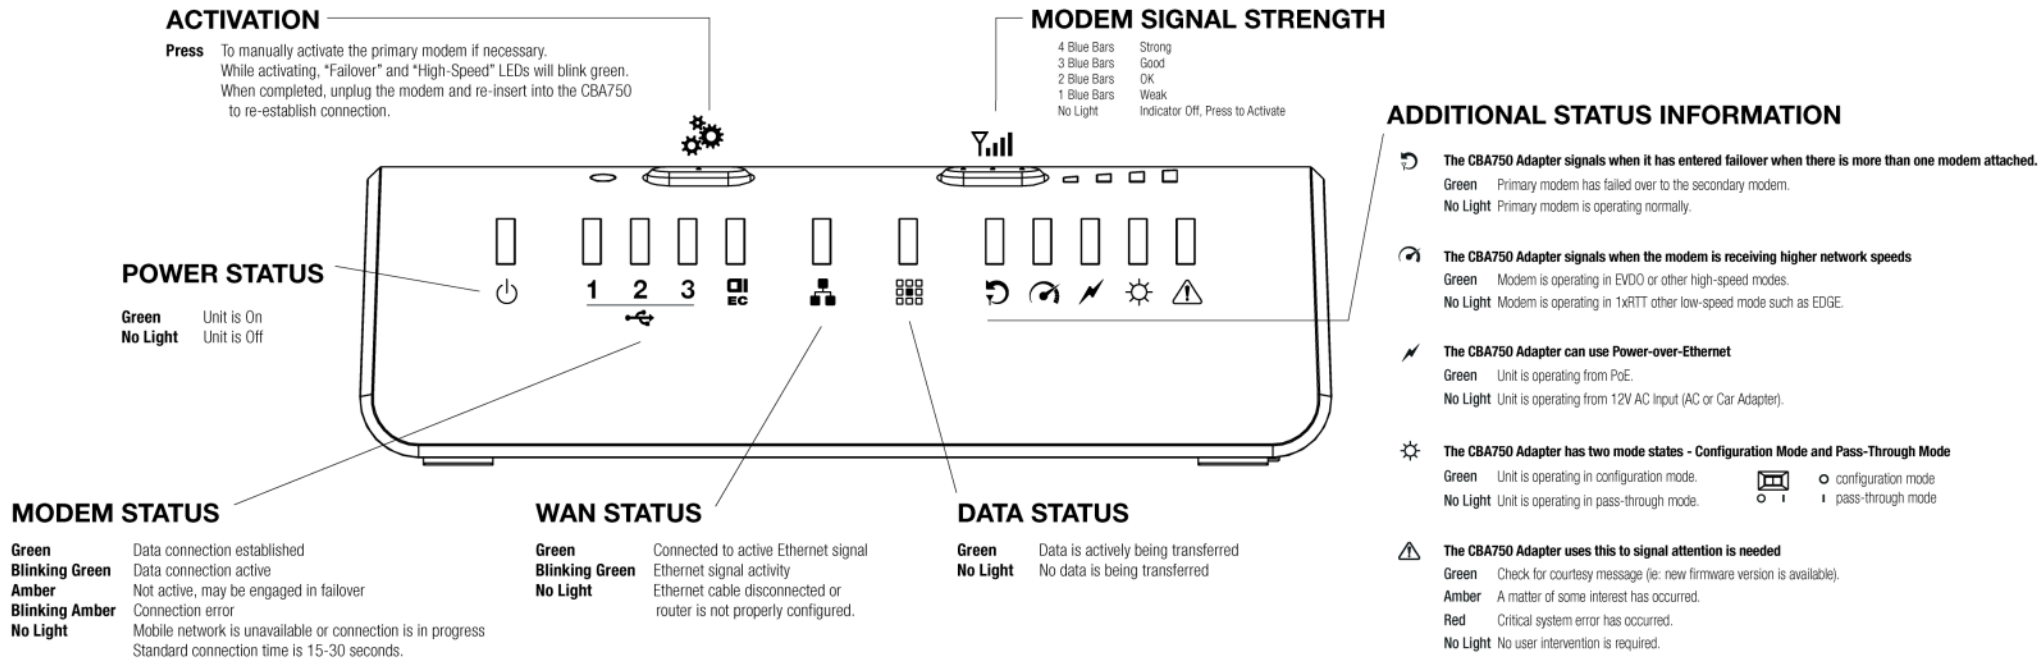 ACTIVATION
Press To manually activate the primary modem if necessary.
While activating, “Failover” and “High-Speed” LEDs will blink green.
When completed, unplug the modem and re-insert into the CBA750
to re-establish connection.
MODEM SIGNAL STRENGTH
4 Blue Bars Strong
3 Blue Bars Good
2 Blue Bars OK
1 Blue Bars Weak
No Light Indicator Off, Press to Activate
POWER STATUS
Green Unit is On
No Light Unit is Off
1 2 3 EC
MODEM STATUS
Green Data connection established
Blinking Green Data connection active
Amber Not active, may be engaged in failover
Blinking Amber Connection error
No Light Mobile network is unavailable or connection is in progress
Standard connection time is 15-30 seconds.
WAN STATUS
Green Connected to active Ethernet signal
Blinking Green Ethernet signal activity
No Light Ethernet cable disconnected or
router is not properly configured.
DATA STATUS
Green Data is actively being transferred
No Light No data is being transferred
ADDITIONAL STATUS INFORMATION
The CBA750 Adapter signals when it has entered failover when there is more than one modem attached.
Green Primary modem has failed over to the secondary modem.
No Light Primary modem is operating normally.
The CBA750 Adapter signals when the modem is receiving higher network speeds
Green Modem is operating in EVDO or other high-speed modes.
No Light Modem is operating in 1xRTT other low-speed mode such as EDGE.
The CBA750 Adapter can use Power-over-Ethernet
Green Unit is operating from PoE.
No Light Unit is operating from 12V AC Input (AC or Car Adapter).
The CBA750 Adapter has two mode states - Configuration Mode and Pass-Through Mode
Green Unit is operating in configuration mode. O configuration mode
No Light Unit is operating in pass-through mode. O I I pass-through mode
The CBA750 Adapter uses this to signal attention is needed
Green Check for courtesy message (ie: new firmware version is available).
Amber A matter of some interest has occurred.
Red Critical system error has occurred.
No Light No user intervention is required.